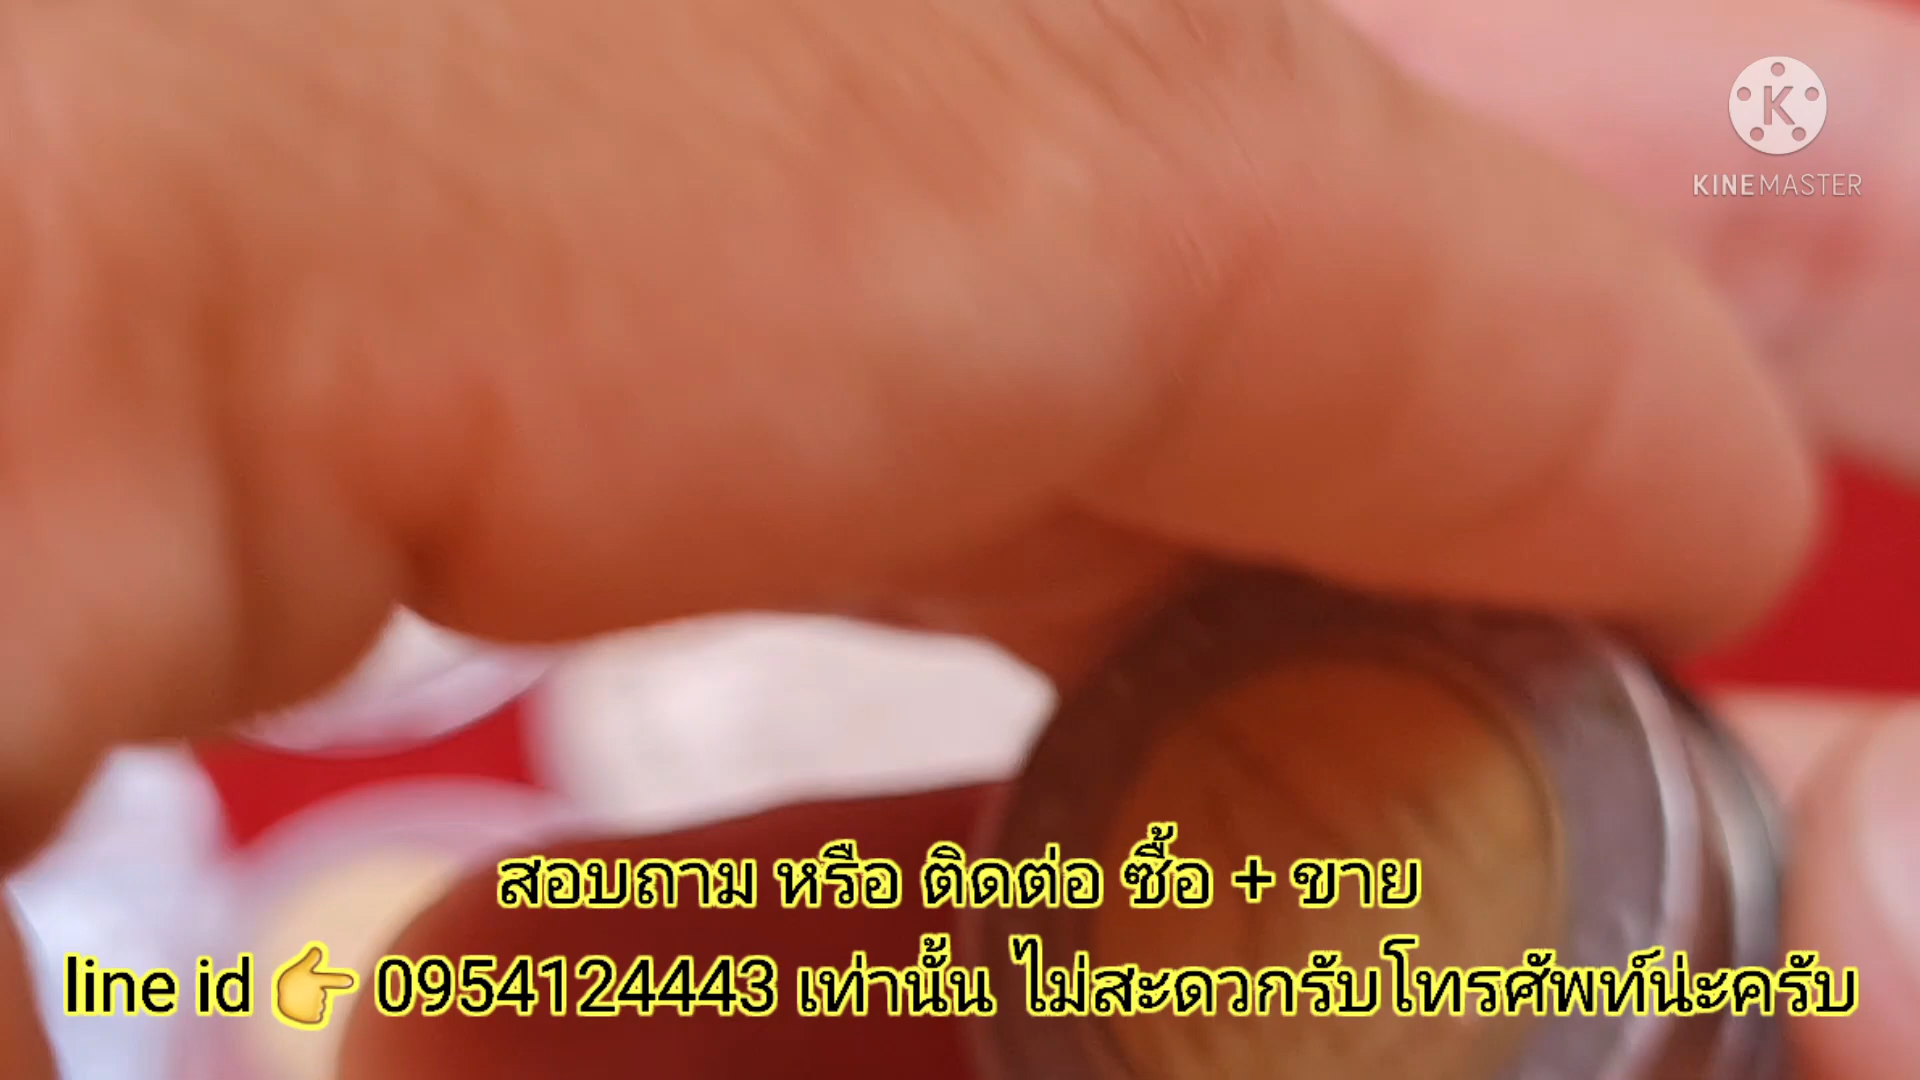 KINEMASTER
สอบถาม หรือ ติดต่อ ซื้อ + ขาย
line id 👉 0954124443 เท่านั้น ไม่สะดวกรับโทรศัพท์น่ะครับ